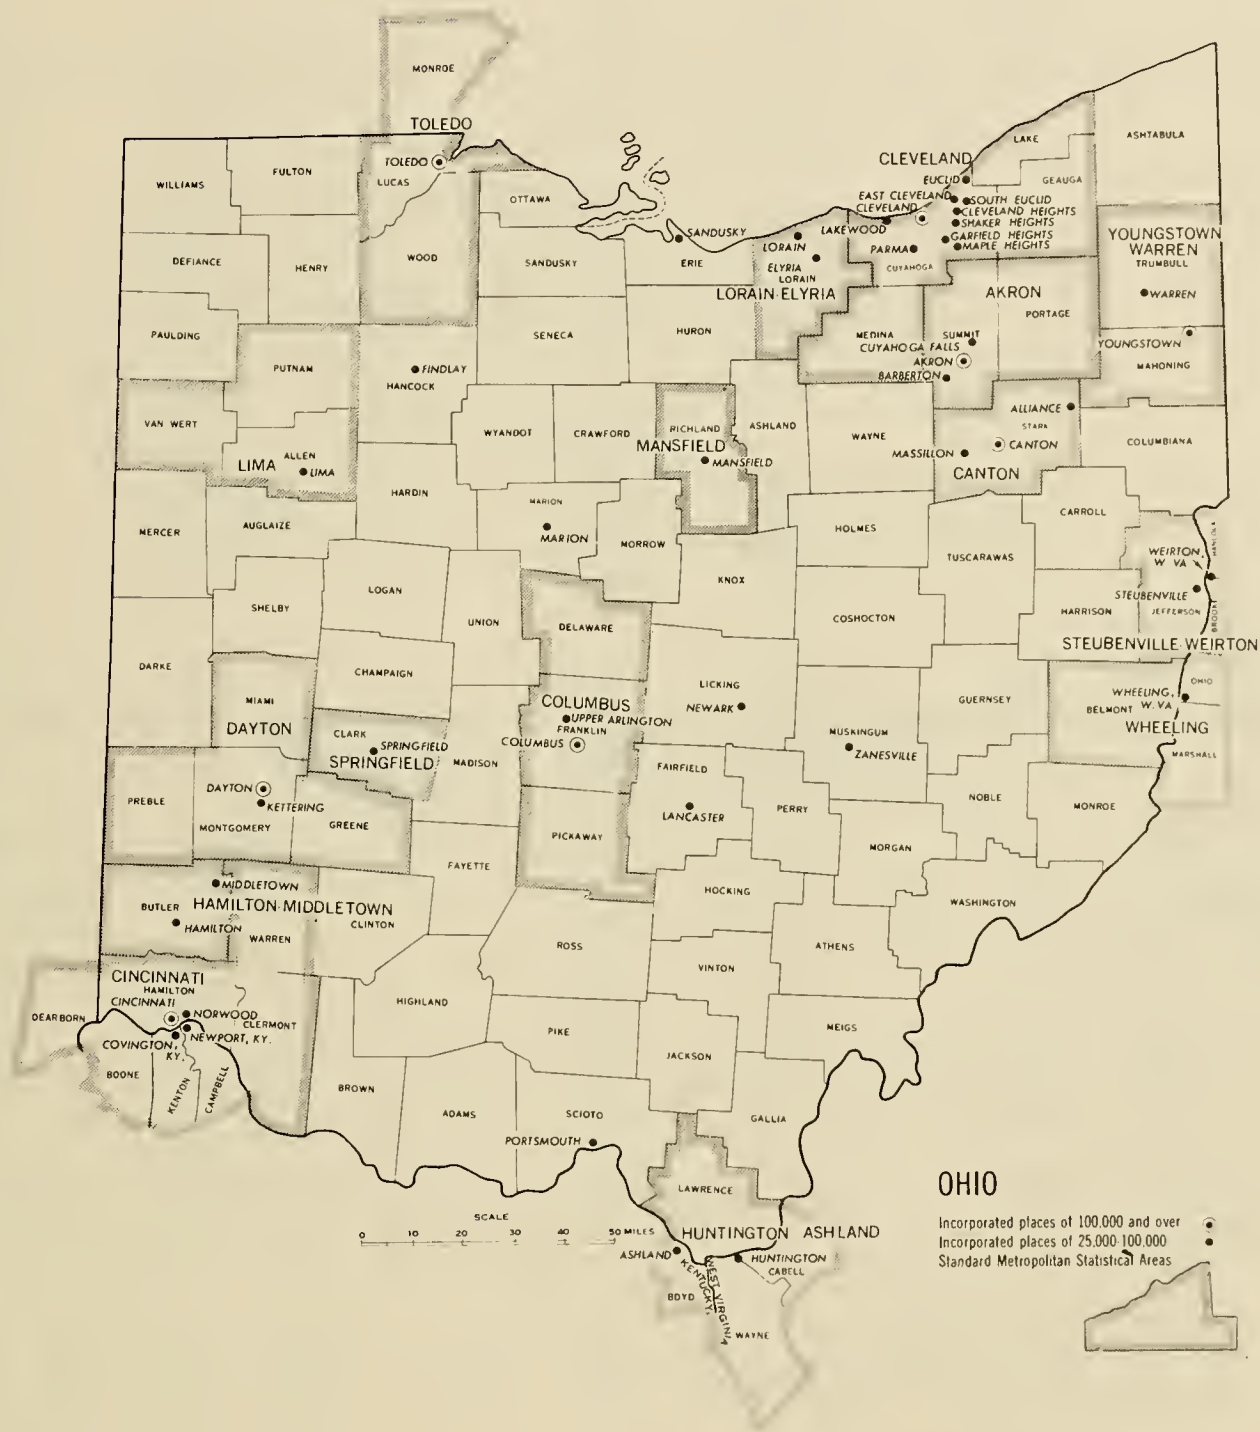 MONROE
TOLEDO
TOLEDO
LUCAS
WILLIAMS
FULTON
OTTAWA
DEFIANCE
HENRY
WOOD
SANDUSKY
SANDUSKY
ERIE
LAKE
ASHTABULA
CLEVELAND
EUCLID
GEAUGA
EAST CLEVELAND
CLEVELAND
SOUTH EUCLID
CLEVELAND HEIGHTS
SHAKER HEIGHTS
GARFIELD HEIGHTS
MAPLE HEIGHTS
LAKEWOOD
PARMA
CUYAHOGA
LORAIN
ELYRIA
LORAIN
LORAIN-ELYRIA
YOUNGSTOWN
WARREN
TRUMBULL
WARREN
YOUNGSTOWN
MAHONING
AKRON
PORTAGE
MEDINA
SUMMIT
CUYAHOGA FALLS
AKRON
BARBERTON
PAULDING
PUTNAM
FINDLAY
HANCOCK
SENECA
HURON
VAN WERT
ALLEN
LIMA
LIMA
WYANDOT
CRAWFORD
RICHLAND
MANSFIELD
MANSFIELD
ASHLAND
WAYNE
ALLIANCE
STARK
CANTON
MASSILLON
CANTON
COLUMBIANA
MERCER
AUGLAIZE
HARDIN
MARION
MARION
MORROW
KNOX
HOLMES
TUSCARAWAS
CARROLL
HANCOCK
WEIRTON,
W VA
STEUBENVILLE
JEFFERSON
BROOKE
HARRISON
STEUBENVILLE-WEIRTON
SHELBY
LOGAN
UNION
DELAWARE
COSHOCTON
DARKE
CHAMPAIGN
LICKING
NEWARK
GUERNSEY
WHEELING,
W.VA
BELMONT
OHIO
WHEELING
MARSHALL
MIAMI
DAYTON
CLARK
SPRINGFIELD
SPRINGFIELD
MADISON
COLUMBUS
UPPER ARLINGTON
FRANKLIN
COLUMBUS
MUSKINGUM
ZANESVILLE
PREBLE
DAYTON
KETTERING
MONTGOMERY
GREENE
PICKAWAY
FAIRFIELD
LANCASTER
PERRY
NOBLE
MONROE
MORGAN
FAYETTE
HOCKING
WASHINGTON
MIDDLETOWN
BUTLER
HAMILTON-MIDDLETOWN
HAMILTON
WARREN
CLINTON
ROSS
VINTON
ATHENS
CINCINNATI
HAMILTON
CINCINNATI
NORWOOD
CLERMONT
NEWPORT, KY.
COVINGTON,
KY.
DEARBORN
BOONE
KENTON
CAMPBELL
HIGHLAND
PIKE
JACKSON
MEIGS
BROWN
ADAMS
SCIOTO
PORTSMOUTH
GALLIA
LAWRENCE
HUNTINGTON ASHLAND
ASHLAND
HUNTINGTON
CABELL
KENTUCKY,
WEST VIRGINIA
BOYD
WAYNE
SCALE
0 10 20 30 40 50 MILES
OHIO
Incorporated places of 100,000 and over
Incorporated places of 25,000-100,000
Standard Metropolitan Statistical Areas